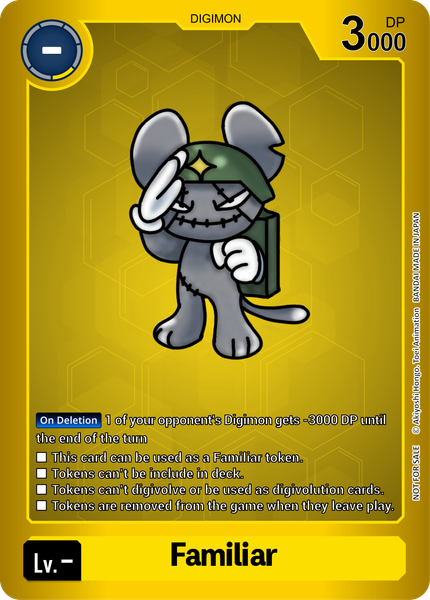 DIGIMON
-
DP
3000
On Deletion 1 of your opponent's Digimon gets -3000 DP until
the end of the turn
■ This card can be used as a Familiar token.
■ Tokens can't be include in deck.
■ Tokens can't digivolve or be used as digivolution cards.
■ Tokens are removed from the game when they leave play.
NOT FOR SALE © Akiyoshi Hongo, Toei Animation BANDAI MADE IN JAPAN
Lv.-
Familiar